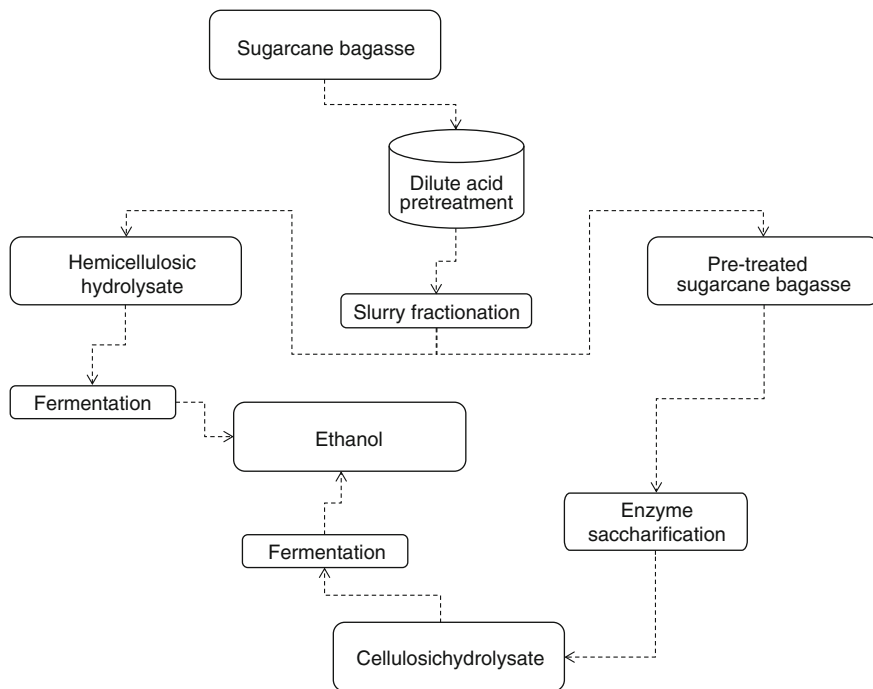 Sugarcane bagasse
Dilute acid
pretreatment
Hemicellulosic
hydrolysate
Pre-treated
sugarcane bagasse
Slurry fractionation
Fermentation
Ethanol
Enzyme
saccharification
Fermentation
Cellulosichydrolysate